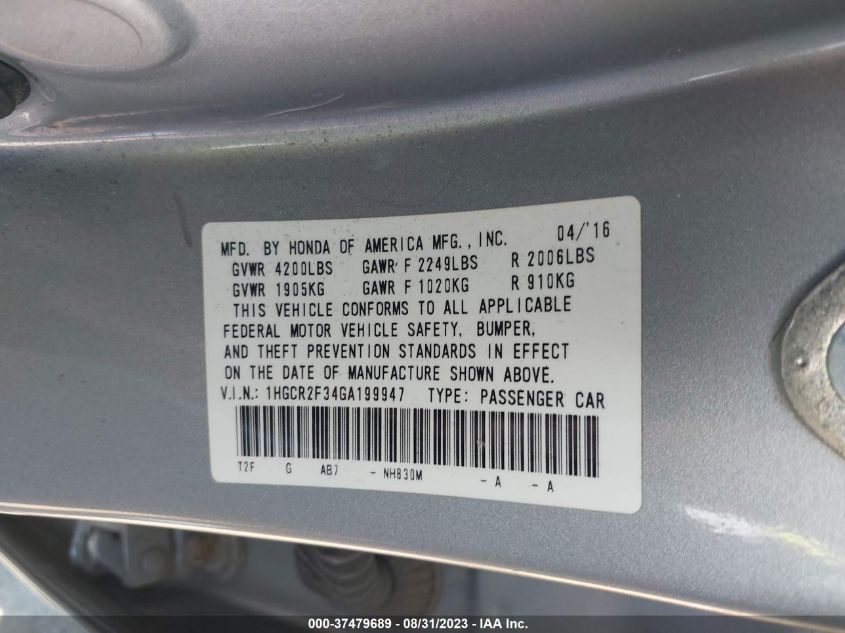 MFD. BY HONDA OF AMERICA MFG., INC. 04/'16
GVWR 4200LBS GAWR F 2249LBS R 2006LBS
GVWR 1905KG GAWR F 1020KG R 910KG
THIS VEHICLE CONFORMS TO ALL APPLICABLE
FEDERAL MOTOR VEHICLE SAFETY, BUMPER,
AND THEFT PREVENTION STANDARDS IN EFFECT
ON THE DATE OF MANUFACTURE SHOWN ABOVE.
V.I.N.: 1HGCR2F34GA199947 TYPE: PASSENGER CAR
T2F G AB7 - NH830M - A - A
000-37479689 - 08/31/2023 - IAA Inc.